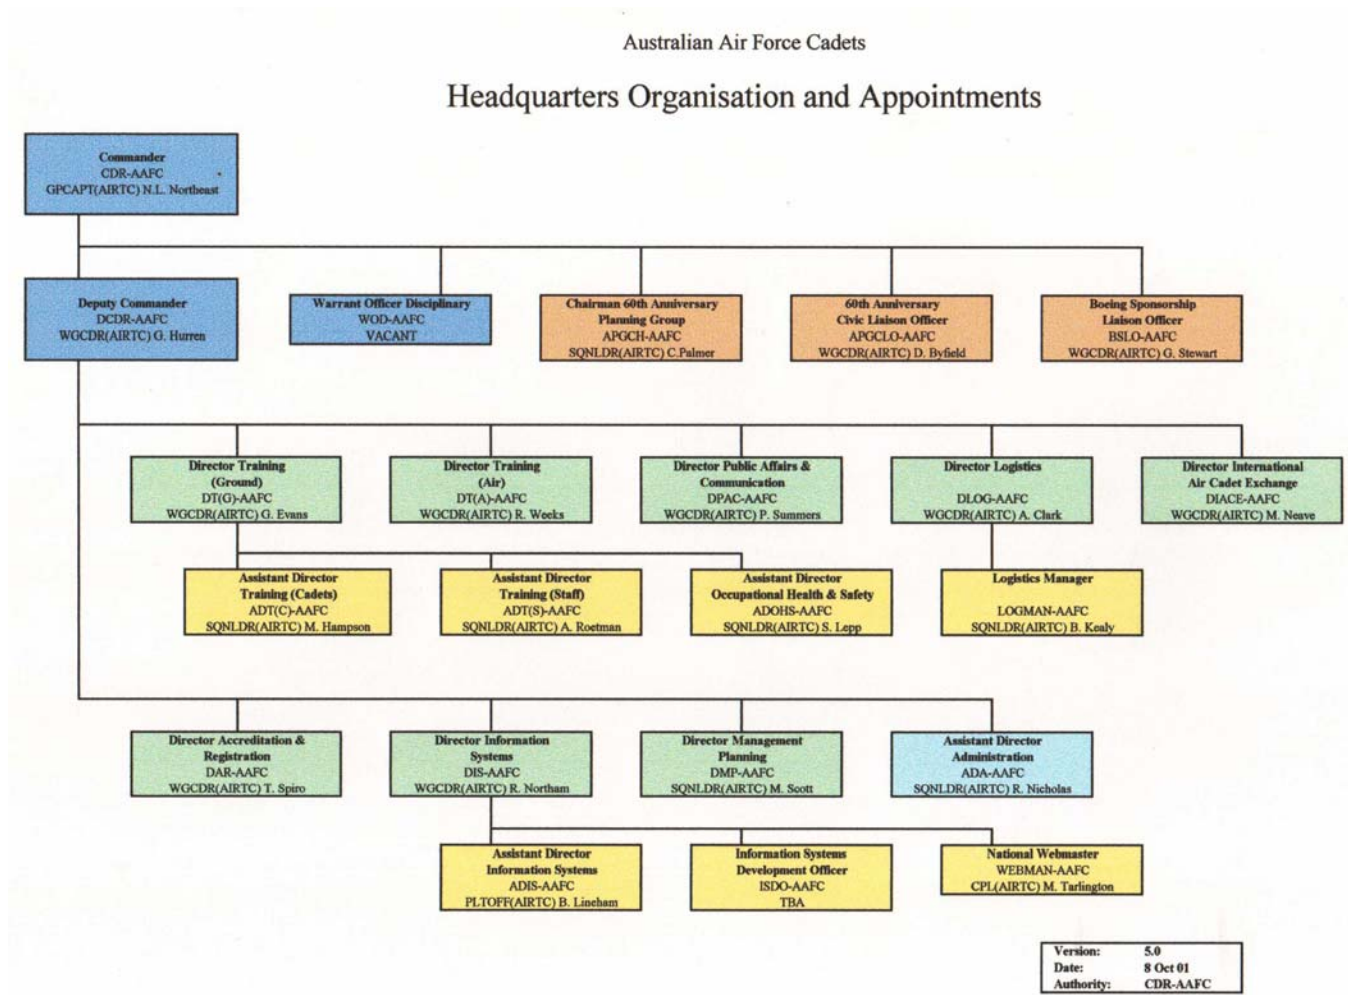 Australian Air Force Cadets
Headquarters Organisation and Appointments
Commander
CDR-AAFC
GPCAPT(AIRTC) N.L. Northeast
Deputy Commander
DCDR-AAFC
WGCDR(AIRTC) G. Hurren
Warrant Officer Disciplinary
WOD-AAFC
VACANT
Chairman 60th Anniversary
Planning Group
APGCH-AAFC
SQNLDR(AIRTC) C.Palmer
60th Anniversary
Civic Liaison Officer
APGCLO-AAFC
WGCDR(AIRTC) D. Byfield
Boeing Sponsorship
Liaison Officer
BSLO-AAFC
WGCDR(AIRTC) G. Stewart
Director Training
(Ground)
DT(G)-AAFC
WGCDR(AIRTC) G. Evans
Director Training
(Air)
DT(A)-AAFC
WGCDR(AIRTC) R. Weeks
Director Public Affairs &
Communication
DPAC-AAFC
WGCDR(AIRTC) P. Summers
Director Logistics
DLOG-AAFC
WGCDR(AIRTC) A. Clark
Director International
Air Cadet Exchange
DIACE-AAFC
WGCDR(AIRTC) M. Neave
Assistant Director
Training (Cadets)
ADT(C)-AAFC
SQNLDR(AIRTC) M. Hampson
Assistant Director
Training (Staff)
ADT(S)-AAFC
SQNLDR(AIRTC) A. Roetman
Assistant Director
Occupational Health & Safety
ADOHS-AAFC
SQNLDR(AIRTC) S. Lepp
Logistics Manager
LOGMAN-AAFC
SQNLDR(AIRTC) B. Kealy
Director Accreditation &
Registration
DAR-AAFC
WGCDR(AIRTC) T. Spiro
Director Information
Systems
DIS-AAFC
WGCDR(AIRTC) R. Northam
Director Management
Planning
DMP-AAFC
SQNLDR(AIRTC) M. Scott
Assistant Director
Administration
ADA-AAFC
SQNLDR(AIRTC) R. Nicholas
Assistant Director
Information Systems
ADIS-AAFC
PLTOFF(AIRTC) B. Lineham
Information Systems
Development Officer
ISDO-AAFC
TBA
National Webmaster
WEBMAN-AAFC
CPL(AIRTC) M. Tarlington
Version: 5.0
Date: 8 Oct 01
Authority: CDR-AAFC